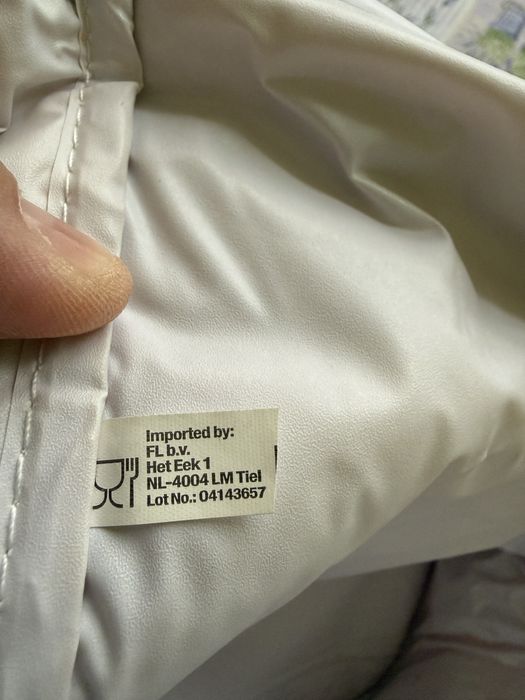 Imported by:
FL b.v.
Het Eek 1
NL-4004 LM Tiel
Lot No.: 04143657